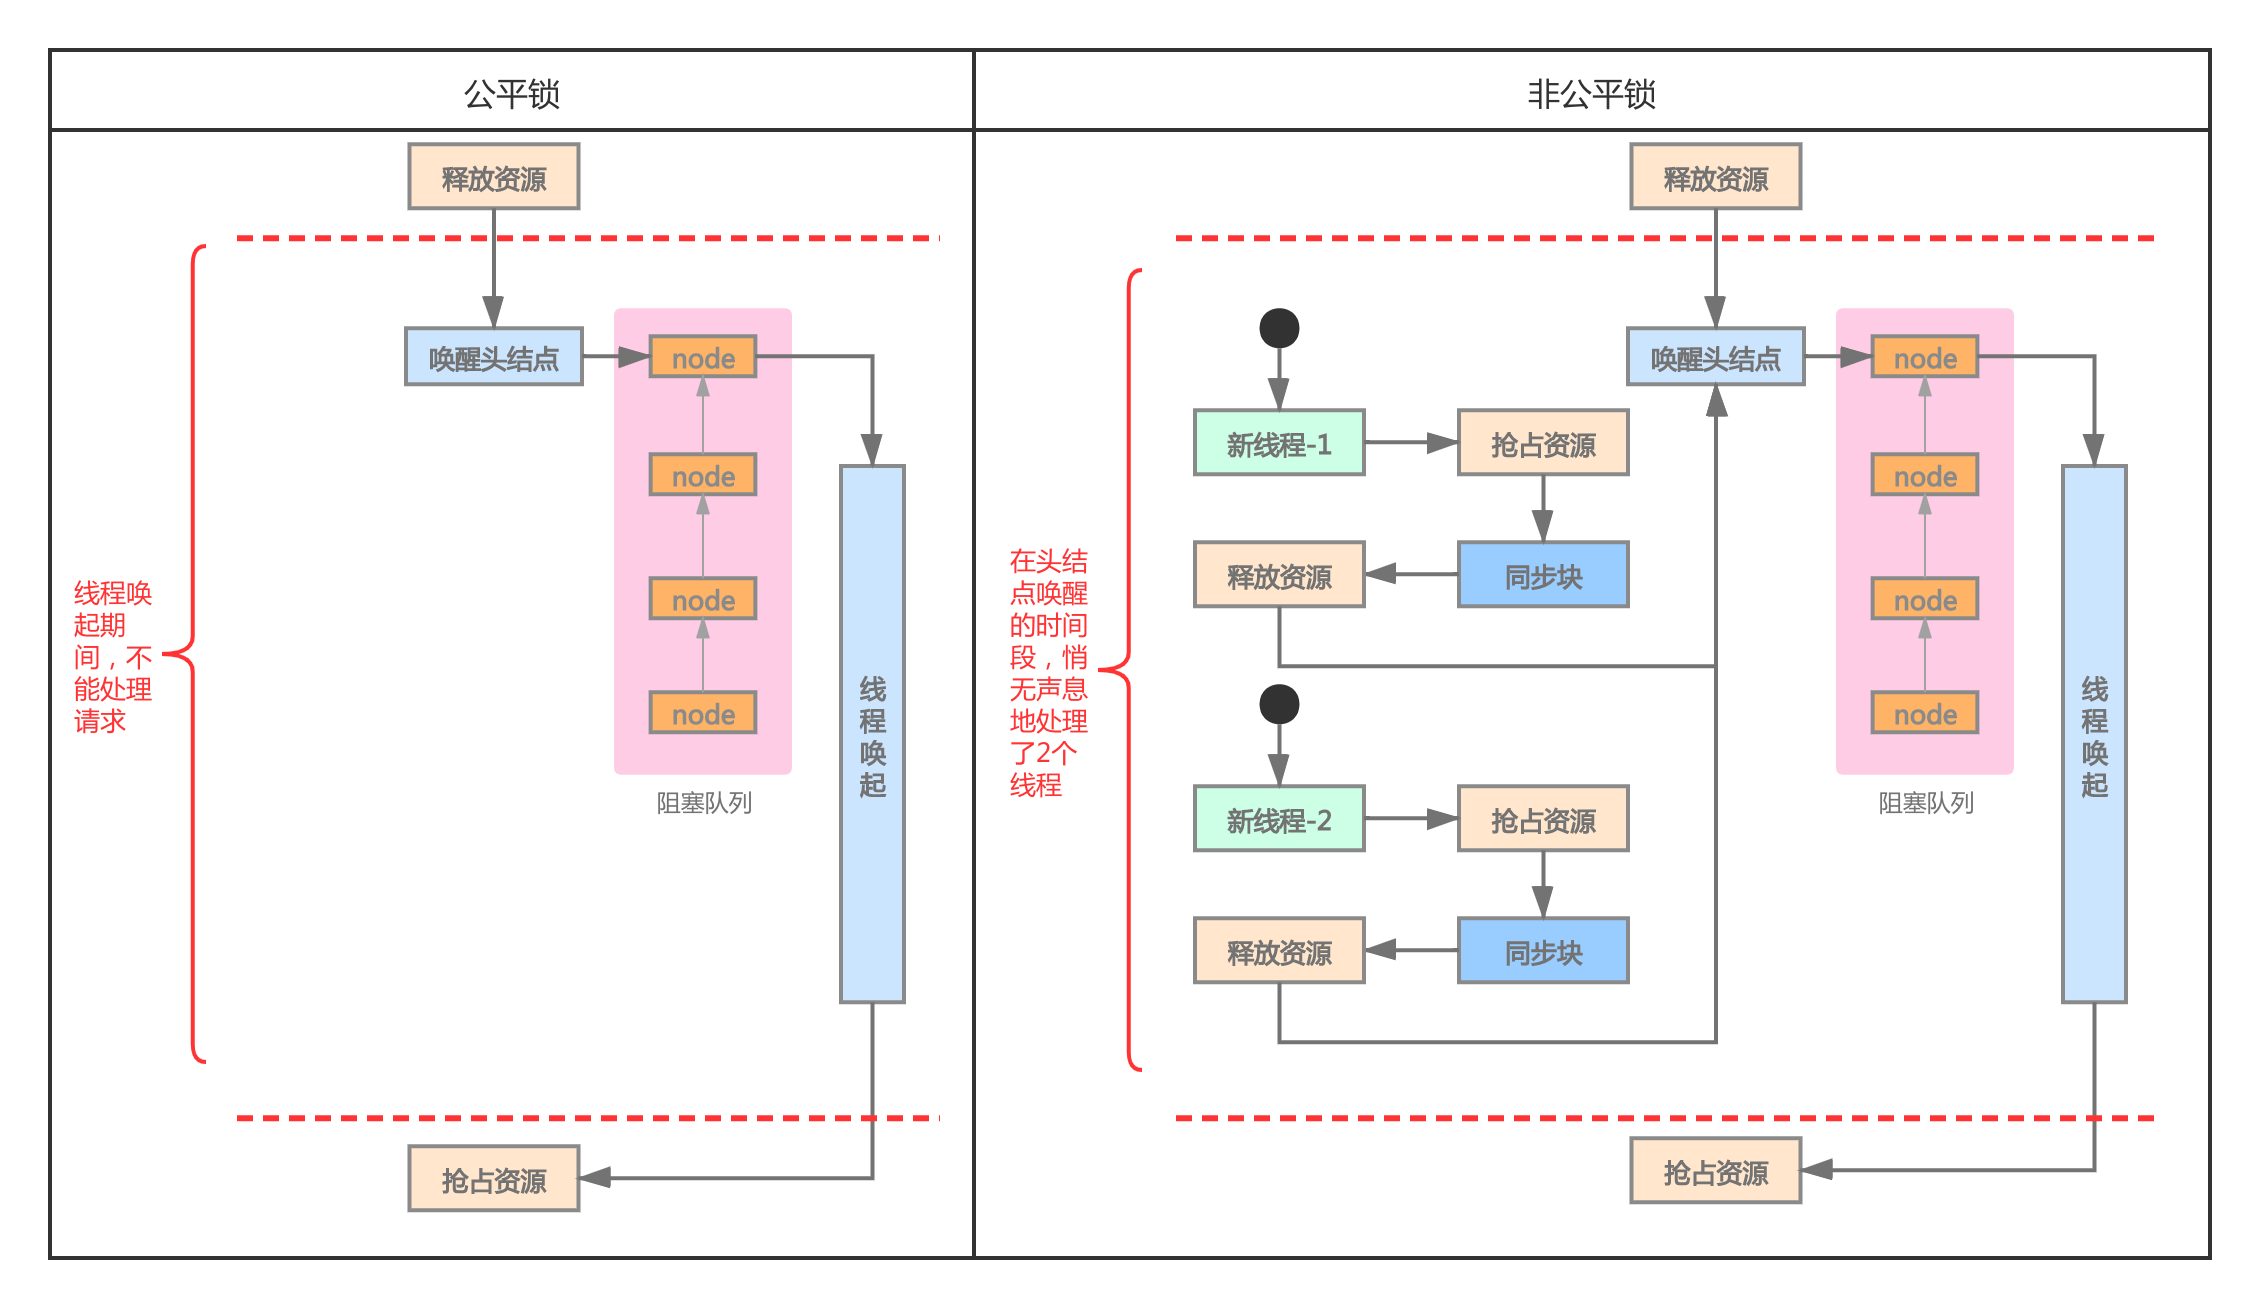 公平锁
非公平锁
释放资源
唤醒头结点
node
node
node
node
阻塞队列
线
程
唤
起
线程唤
起期
间，不
能处理
请求
抢占资源
释放资源
唤醒头结点
新线程-1
抢占资源
释放资源
同步块
新线程-2
抢占资源
释放资源
同步块
在头结
点唤醒
的时间
段，悄
无声息
地处理
了2个
线程
node
node
node
node
阻塞队列
线
程
唤
起
抢占资源